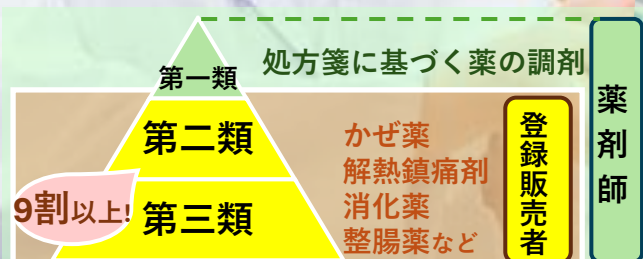 処方箋に基づく薬の調剤
第一類
第二類
第三類
9割以上!
かぜ薬
解熱鎮痛剤
消化薬
整腸薬など
登録販売者
薬剤師